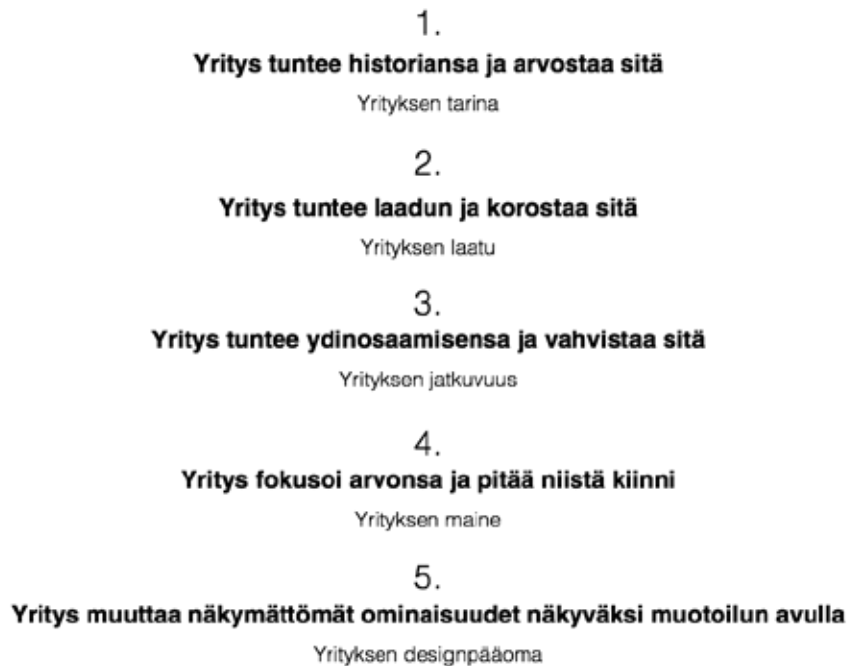 1.
Yritys tuntee historiansa ja arvostaa sitä
Yrityksen tarina
2.
Yritys tuntee laadun ja korostaa sitä
Yrityksen laatu
3.
Yritys tuntee ydinosaamisensa ja vahvistaa sitä
Yrityksen jatkuvuus
4.
Yritys fokusoi arvonsa ja pitää niistä kiinni
Yrityksen maine
5.
Yritys muuttaa näkymättömät ominaisuudet näkyväksi muotoilun avulla
Yrityksen designpääoma